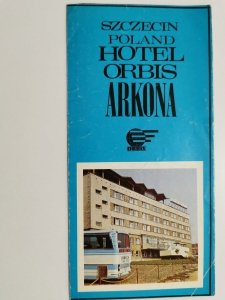 SZCZECIN
POLAND
HOTEL
ORBIS
ARKONA
ORBIS